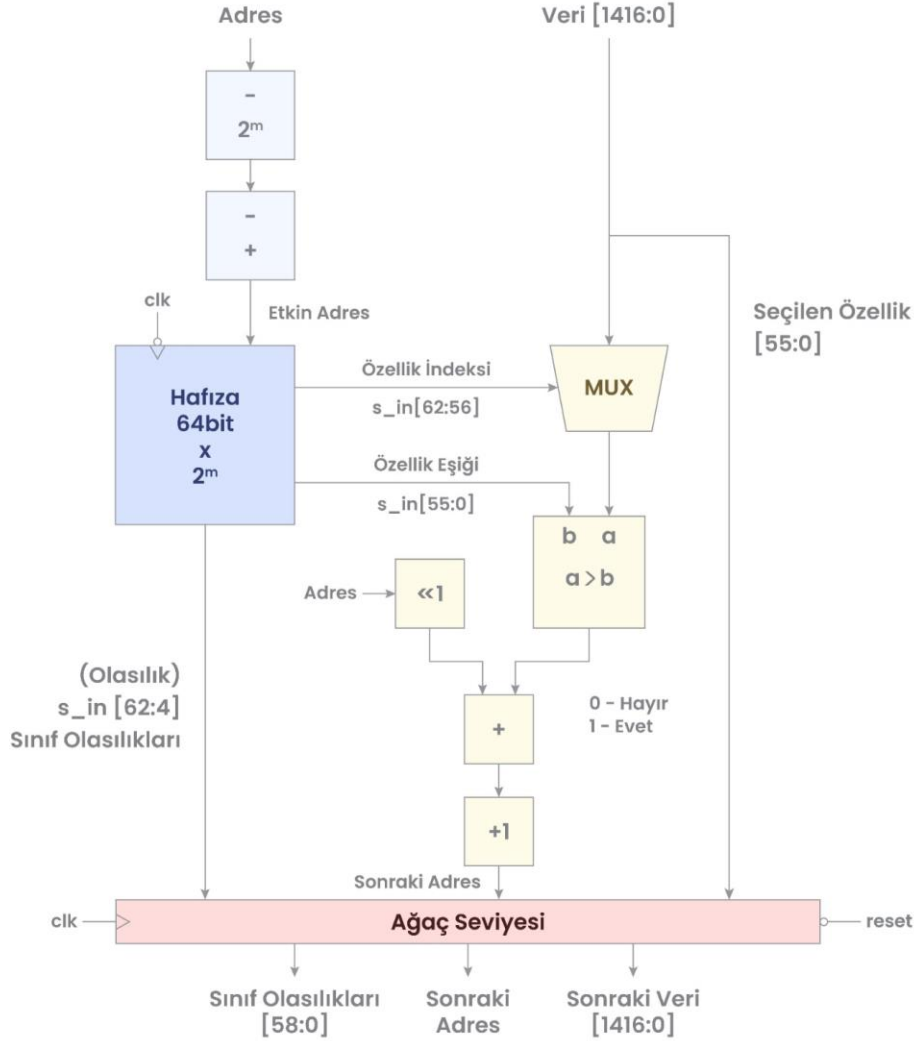 Adres
Veri [1416:0]
-
2ᵐ
-
+
clk
Etkin Adres
Seçilen Özellik
[55:0]
Hafıza
64bit
x
2ᵐ
Özellik İndeksi
s_in[62:56]
MUX
Özellik Eşiği
s_in[55:0]
b a
a>b
Adres
«1
(Olasılık)
s_in [62:4]
Sınıf Olasılıkları
0 - Hayır
1 - Evet
+
+1
Sonraki Adres
clk
Ağaç Seviyesi
reset
Sınıf Olasılıkları
[58:0]
Sonraki
Adres
Sonraki Veri
[1416:0]